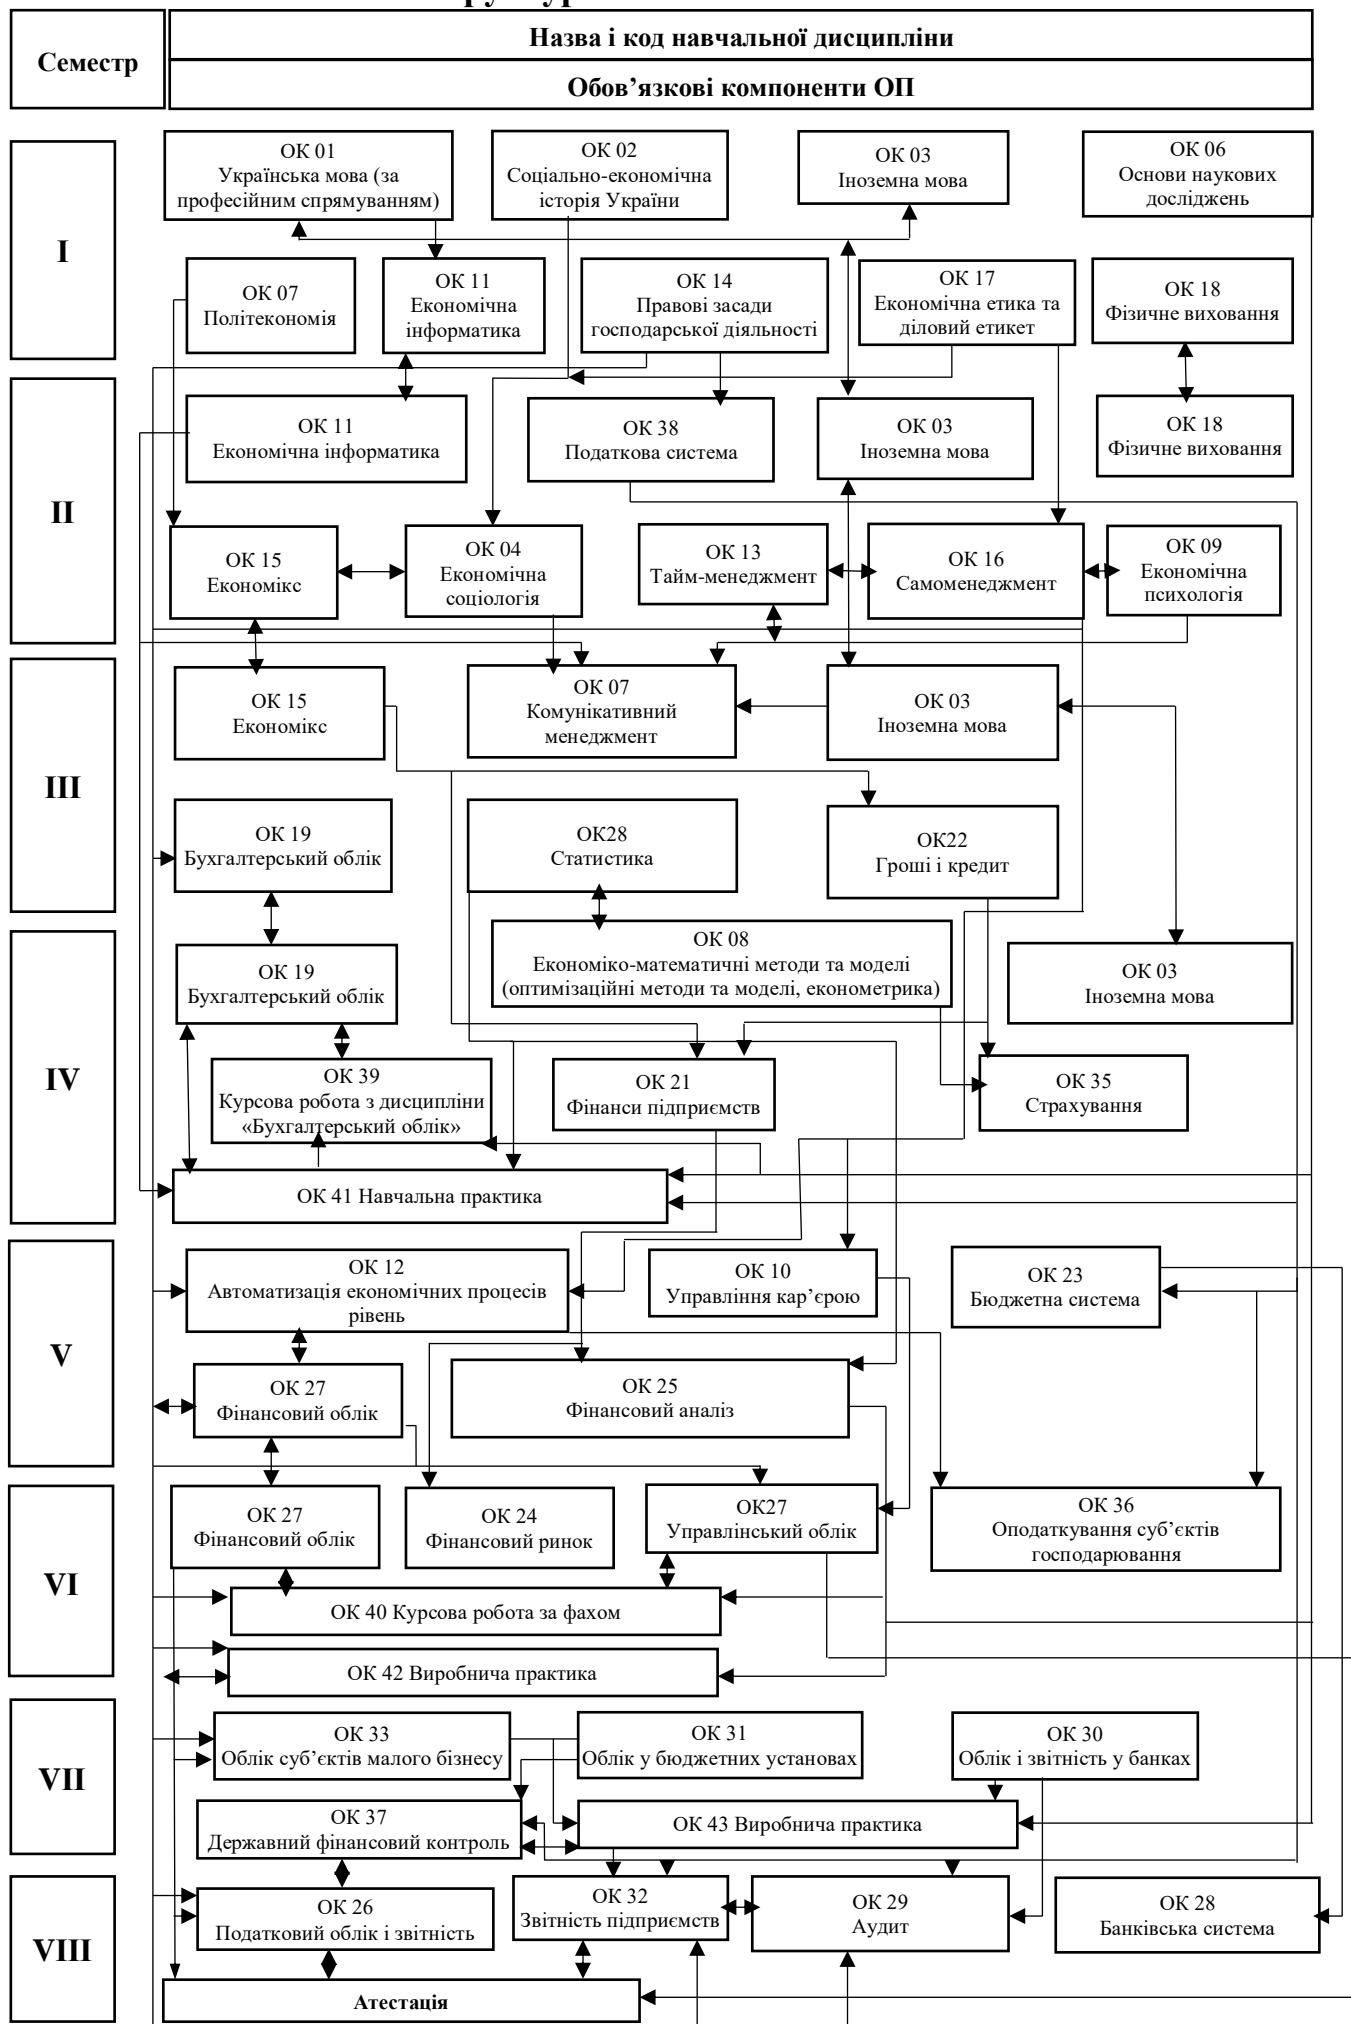 Семестр
Назва і код навчальної дисципліни
Обов’язкові компоненти ОП
I
ОК 01
Українська мова (за
професійним спрямуванням)
ОК 02
Соціально-економічна
історія України
ОК 03
Іноземна мова
ОК 06
Основи наукових
досліджень
ОК 07
Політекономія
ОК 11
Економічна
інформатика
ОК 14
Правові засади
господарської діяльності
ОК 17
Економічна етика та
діловий етикет
ОК 18
Фізичне виховання
II
ОК 11
Економічна інформатика
ОК 38
Податкова система
ОК 03
Іноземна мова
ОК 18
Фізичне виховання
ОК 15
Економікс
ОК 04
Економічна
соціологія
ОК 13
Тайм-менеджмент
ОК 16
Самоменеджмент
ОК 09
Економічна
психологія
III
ОК 15
Економікс
ОК 07
Комунікативний
менеджмент
ОК 03
Іноземна мова
ОК 19
Бухгалтерський облік
ОК28
Статистика
ОК22
Гроші і кредит
IV
ОК 19
Бухгалтерський облік
ОК 08
Економіко-математичні методи та моделі
(оптимізаційні методи та моделі, економетрика)
ОК 03
Іноземна мова
ОК 39
Курсова робота з дисципліни
«Бухгалтерський облік»
ОК 21
Фінанси підприємств
ОК 35
Страхування
ОК 41 Навчальна практика
V
ОК 12
Автоматизація економічних процесів
рівень
ОК 10
Управління кар’єрою
ОК 23
Бюджетна система
ОК 27
Фінансовий облік
ОК 25
Фінансовий аналіз
VI
ОК 27
Фінансовий облік
ОК 24
Фінансовий ринок
ОК27
Управлінський облік
ОК 36
Оподаткування суб’єктів
господарювання
ОК 40 Курсова робота за фахом
ОК 42 Виробнича практика
VII
ОК 33
Облік суб’єктів малого бізнесу
ОК 31
Облік у бюджетних установах
ОК 30
Облік і звітність у банках
ОК 37
Державний фінансовий контроль
ОК 43 Виробнича практика
VIII
ОК 26
Податковий облік і звітність
ОК 32
Звітність підприємств
ОК 29
Аудит
ОК 28
Банківська система
Атестація